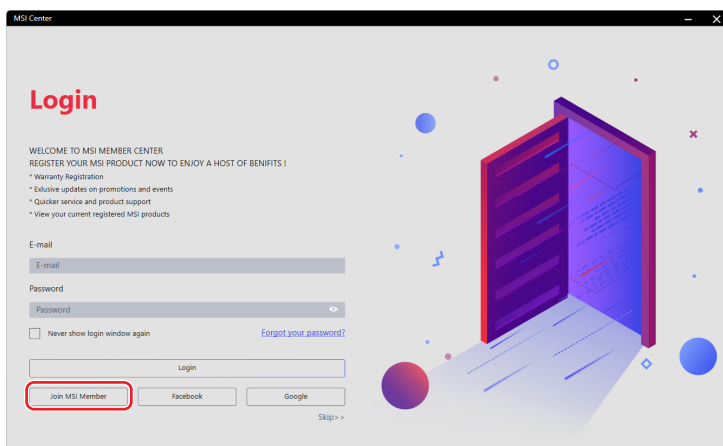 MSI Center
Login
WELCOME TO MSI MEMBER CENTER
REGISTER YOUR MSI PRODUCT NOW TO ENJOY A HOST OF BENIFITS !
* Warranty Registration
* Exlusive updates on promotions and events
* Quicker service and product support
* View your current registered MSI products
E-mail
E-mail
Password
Password
Never show login window again
Forgot your password?
Login
Join MSI Member
Facebook
Google
Skip>>